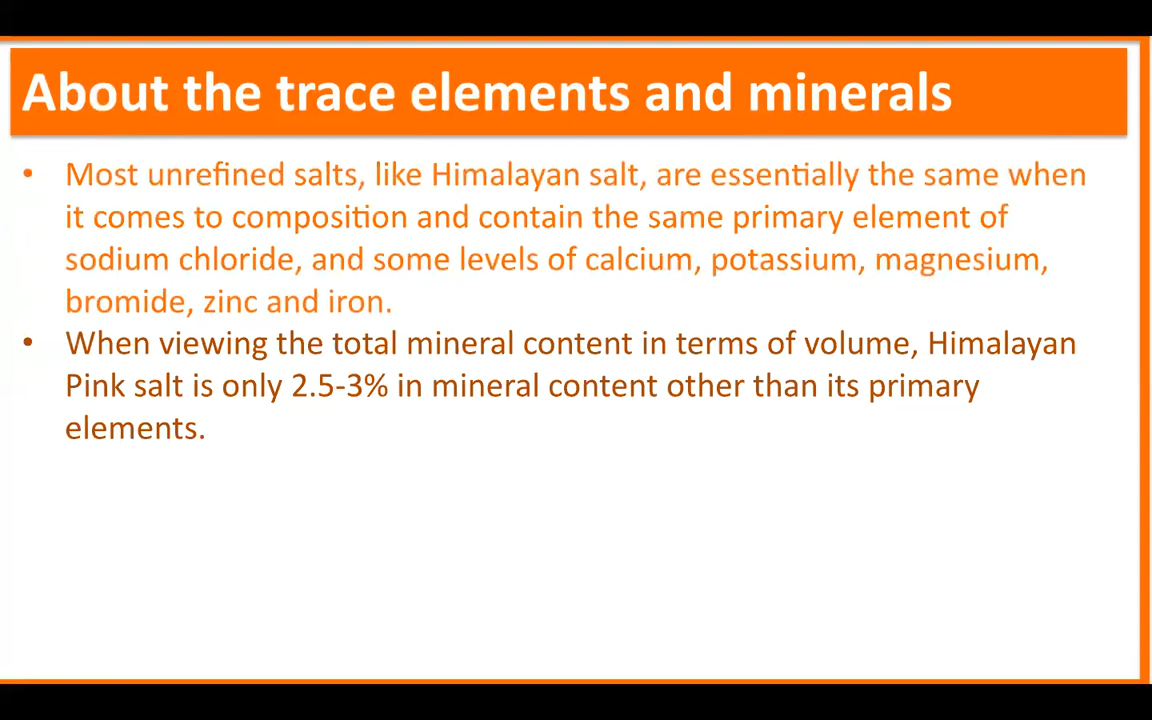 About the trace elements and minerals
• Most unrefined salts, like Himalayan salt, are essentially the same when
it comes to composition and contain the same primary element of
sodium chloride, and some levels of calcium, potassium, magnesium,
bromide, zinc and iron.
• When viewing the total mineral content in terms of volume, Himalayan
Pink salt is only 2.5-3% in mineral content other than its primary
elements.